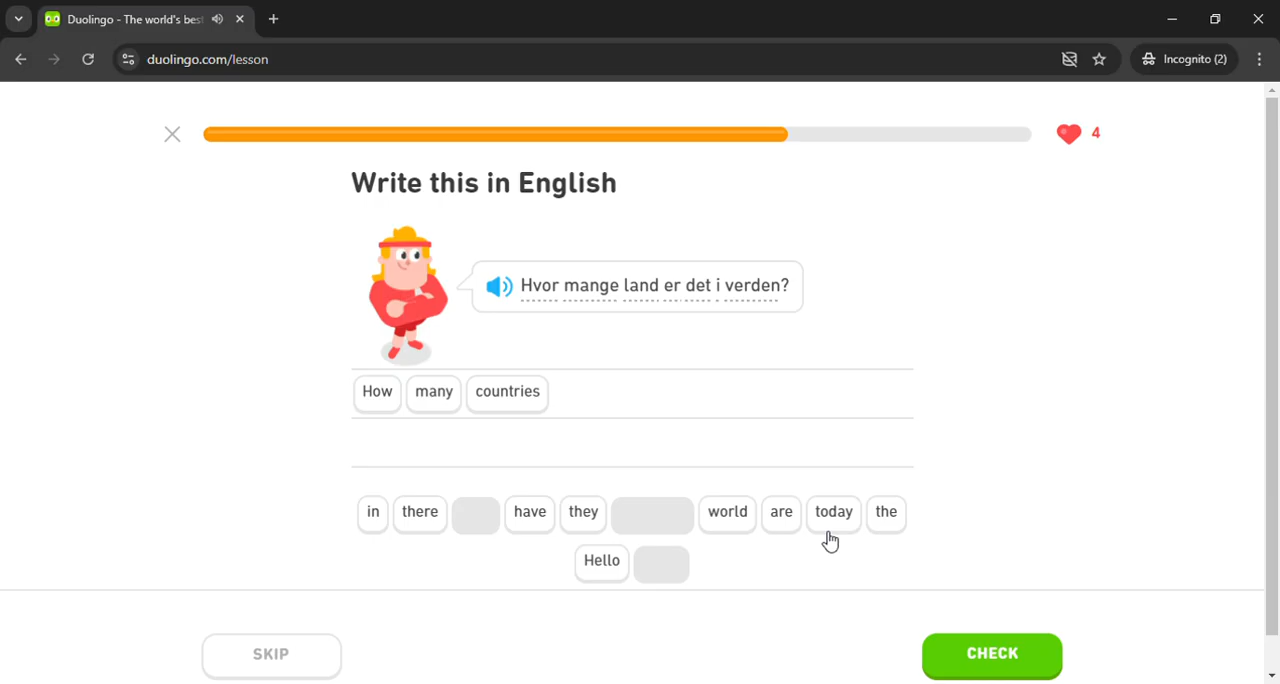 Duolingo - The world's bes
duolingo.com/lesson
Incognito (2)
4
Write this in English
Hvor mange land er det i verden?
How many countries
in there have they world are today the
Hello
SKIP
CHECK